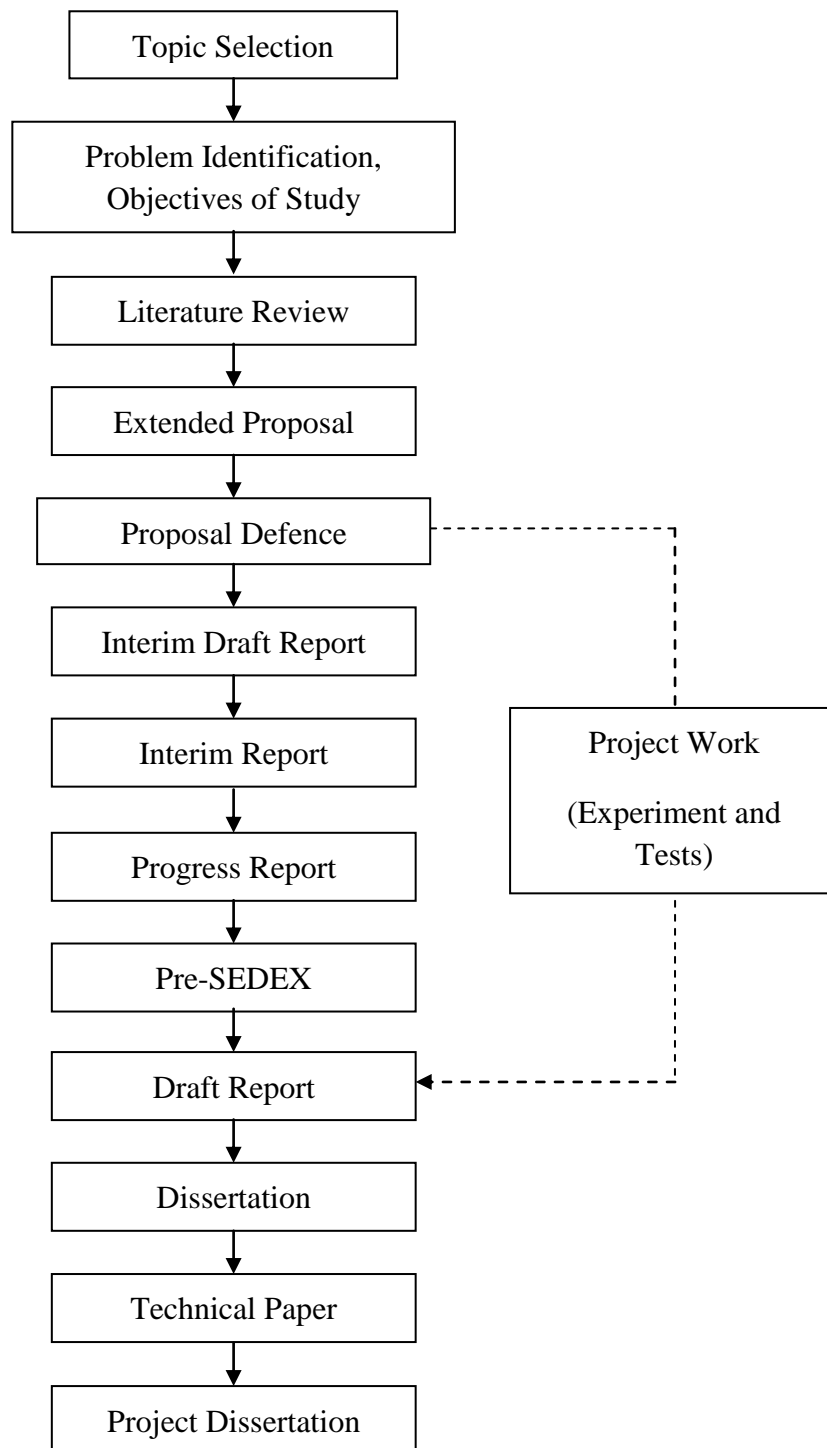 Topic Selection
Problem Identification,
Objectives of Study
Literature Review
Extended Proposal
Proposal Defence
Interim Draft Report
Interim Report
Project Work
(Experiment and
Tests)
Progress Report
Pre-SEDEX
Draft Report
Dissertation
Technical Paper
Project Dissertation